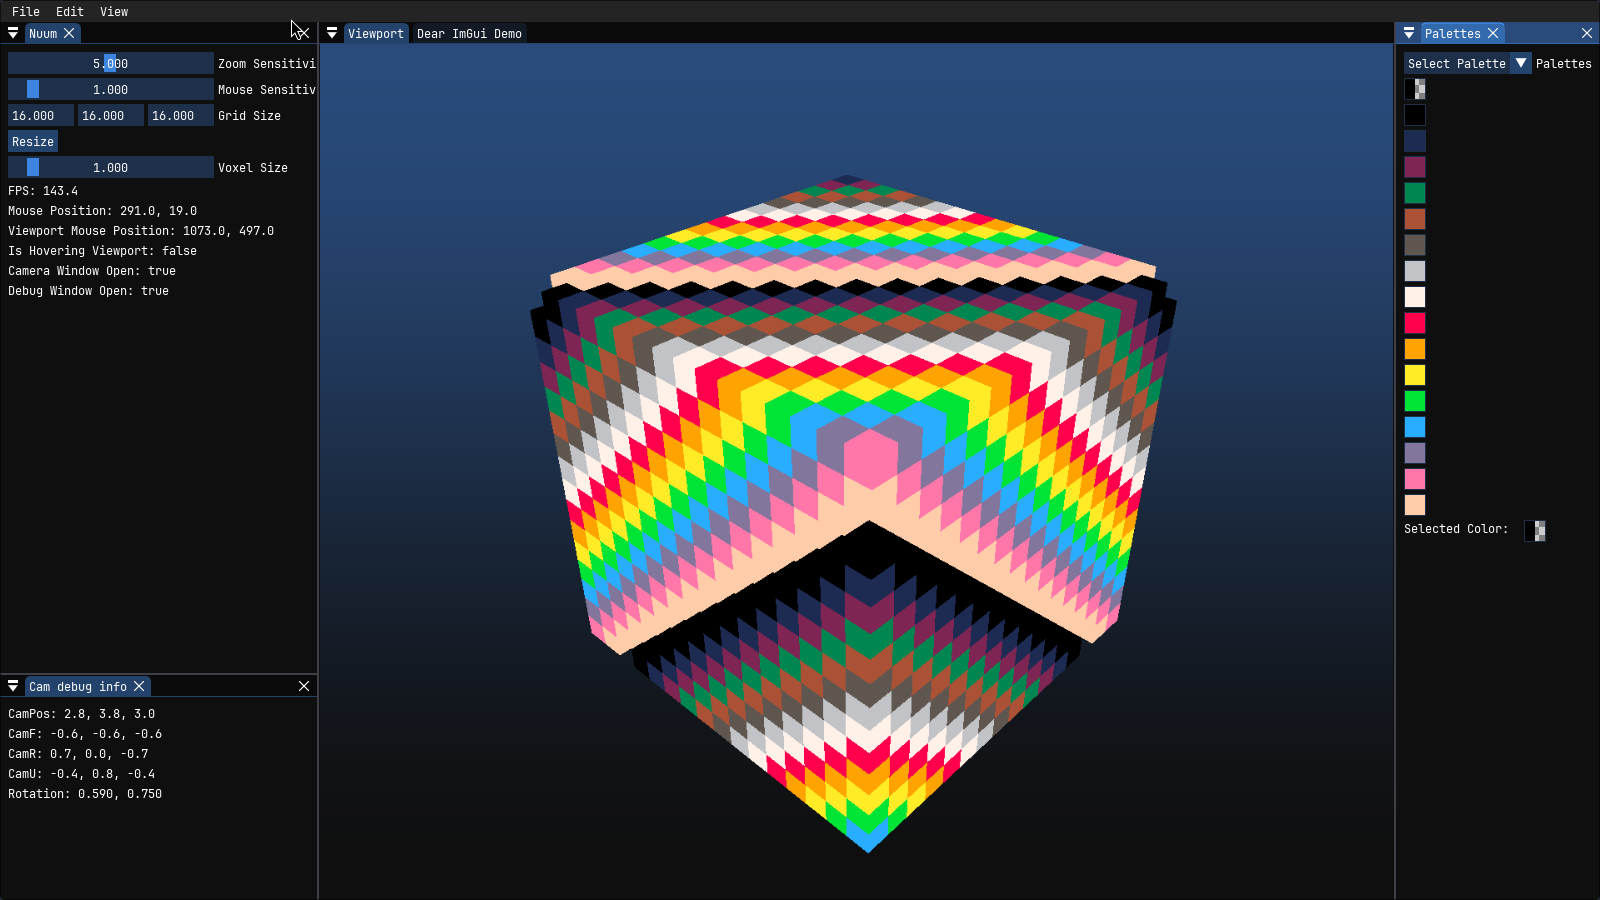 File Edit View
Nuum
5.000 Zoom Sensitivi
1.000 Mouse Sensitiv
16.000 16.000 16.000 Grid Size
Resize
1.000 Voxel Size
FPS: 143.4
Mouse Position: 291.0, 19.0
Viewport Mouse Position: 1073.0, 497.0
Is Hovering Viewport: false
Camera Window Open: true
Debug Window Open: true
Cam debug info
CamPos: 2.8, 3.8, 3.0
CamF: -0.6, -0.6, -0.6
CamR: 0.7, 0.0, -0.7
CamU: -0.4, 0.8, -0.4
Rotation: 0.590, 0.750
Viewport Dear ImGui Demo
Palettes
Select Palette Palettes
Selected Color: